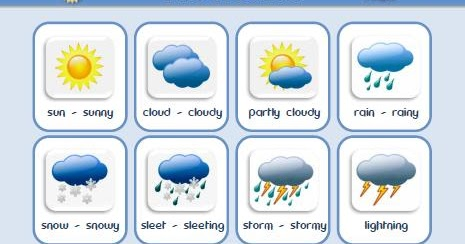 sun - sunny
cloud - cloudy
partly cloudy
rain - rainy
snow - snowy
sleet - sleeting
storm - stormy
lightning